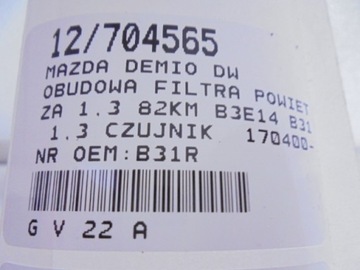 12/704565
MAZDA DEMIO DW
OBUDOWA FILTRA POWIET
ZA 1.3 82KM B3E14 B31
1.3 CZUJNIK 170400-
NR OEM:B31R
G V 22 A